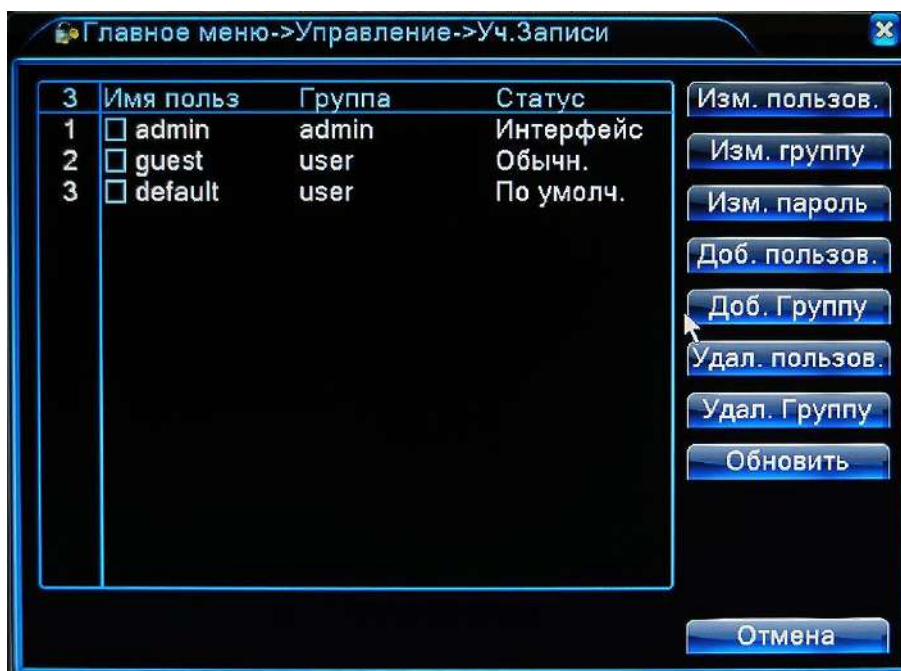 Главное меню->Управление->Уч.Записи
3 Имя польз Группа Статус
1 admin admin Интерфейс
2 guest user Обычн.
3 default user По умолч.
Изм. пользов.
Изм. группу
Изм. пароль
Доб. пользов.
Доб. Группу
Удал. пользов.
Удал. Группу
Обновить
Отмена